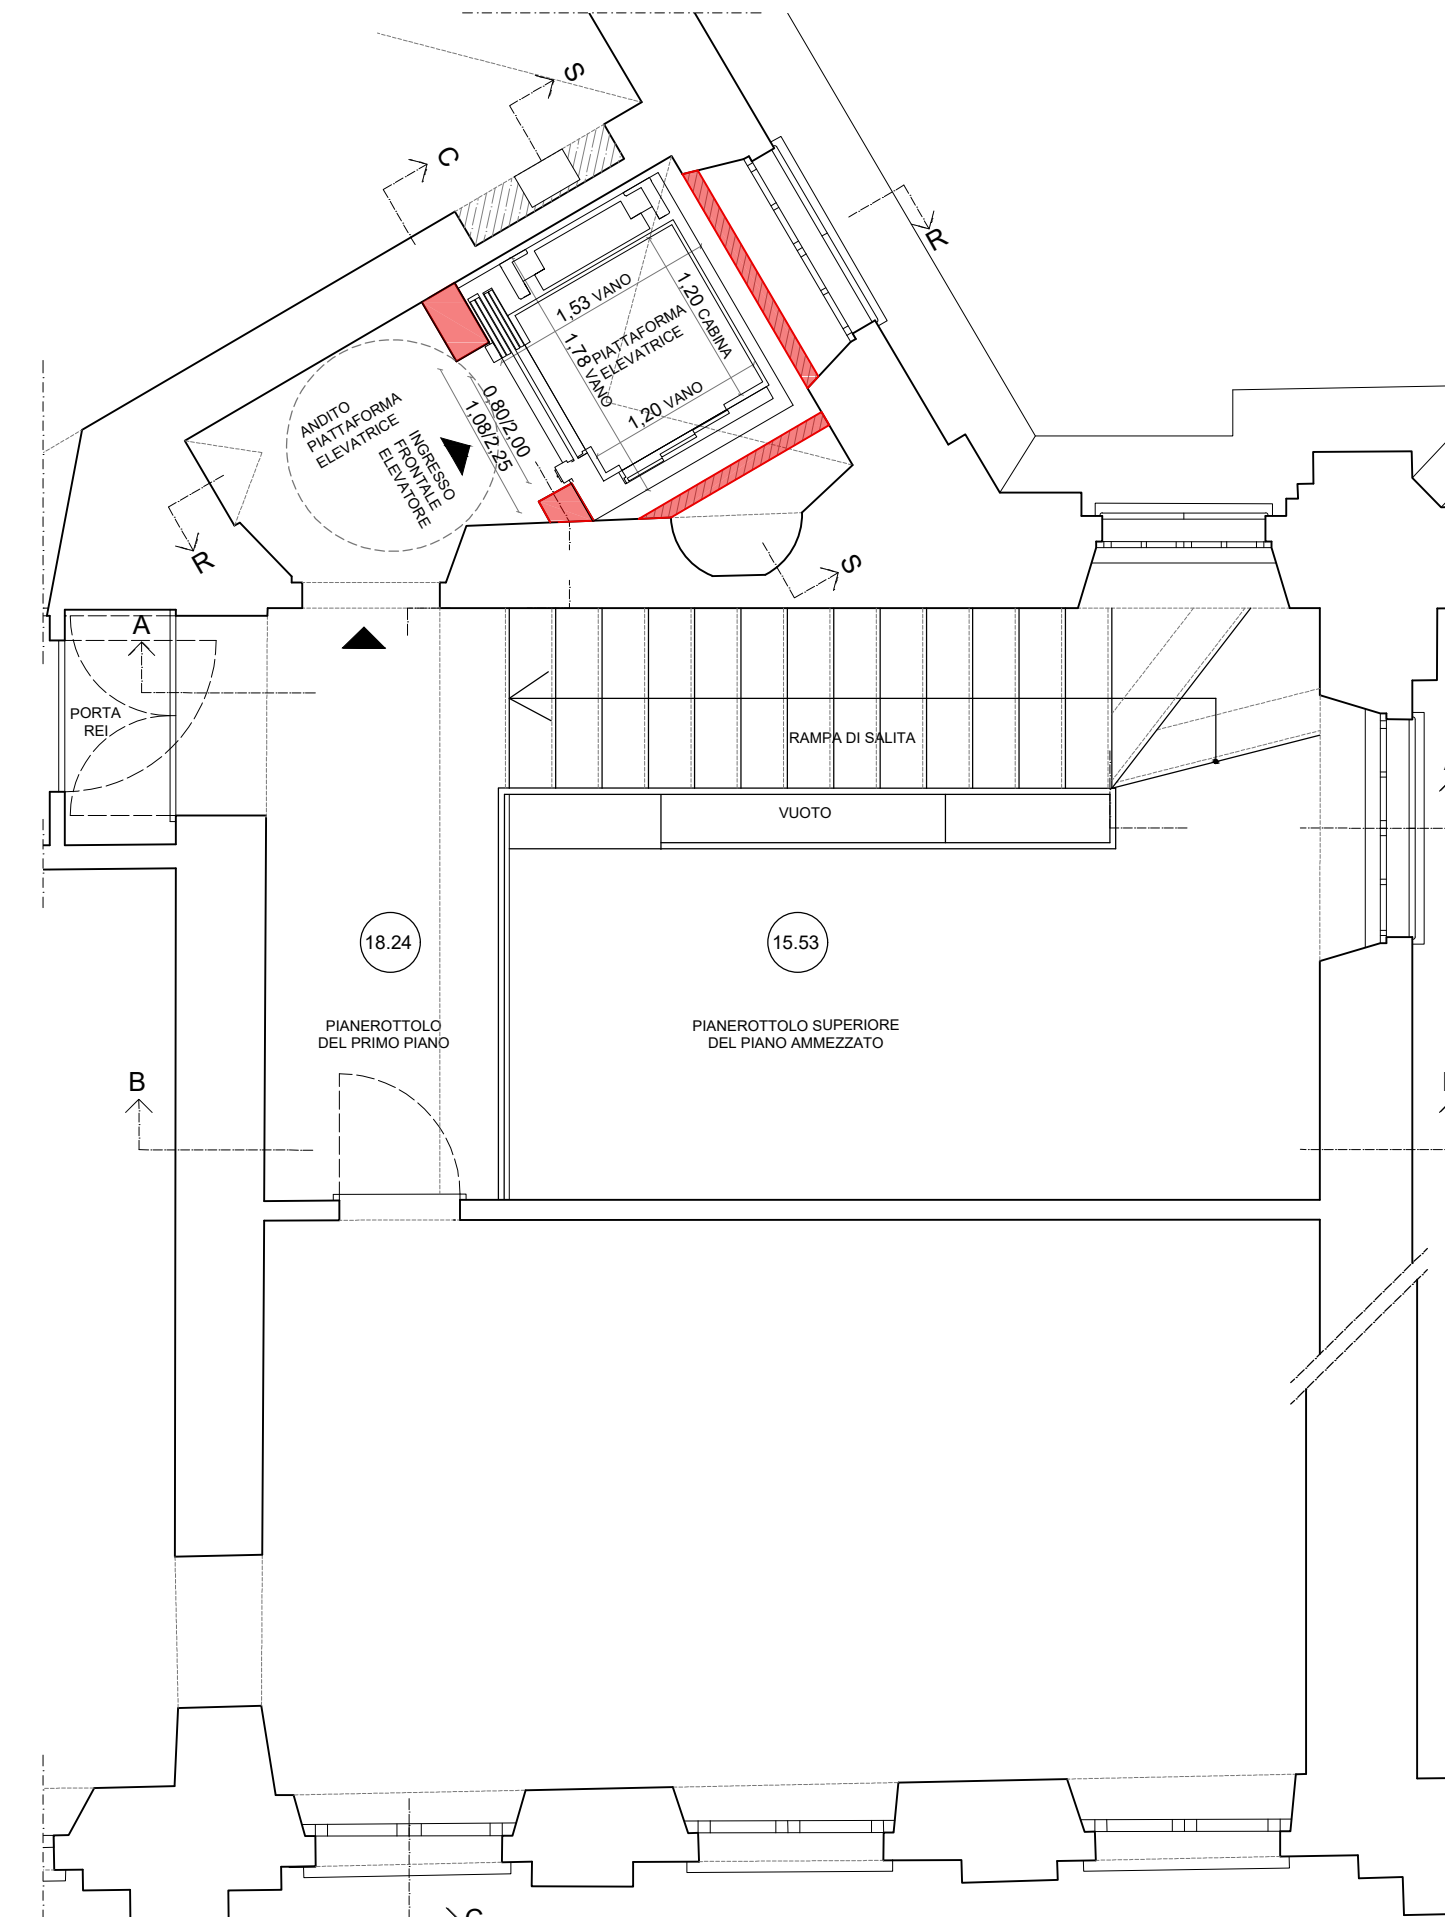 S
C
R
1,53 VANO
1,20 CABINA
PIATTAFORMA
ELEVATRICE
1,78 VANO
1,20 VANO
0,80/2,00
1,08/2,25
ANDITO
PIATTAFORMA
ELEVATRICE
INGRESSO
FRONTALE
ELEVATORE
R
S
A
PORTA
REI
RAMPA DI SALITA
VUOTO
18.24
15.53
PIANEROTTOLO
DEL PRIMO PIANO
PIANEROTTOLO SUPERIORE
DEL PIANO AMMEZZATO
B